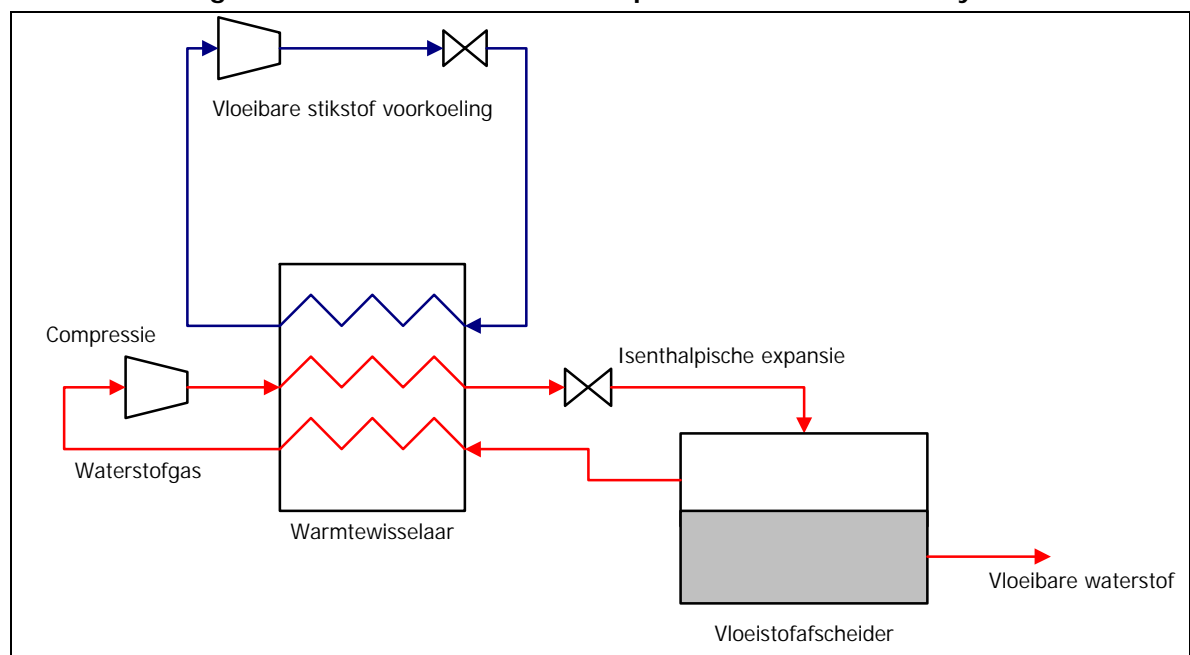 Vloeibare stikstof voorkoeling
Compressie
Isenthalpische expansie
Waterstofgas
Warmtewisselaar
Vloeibare waterstof
Vloeistofafscheider